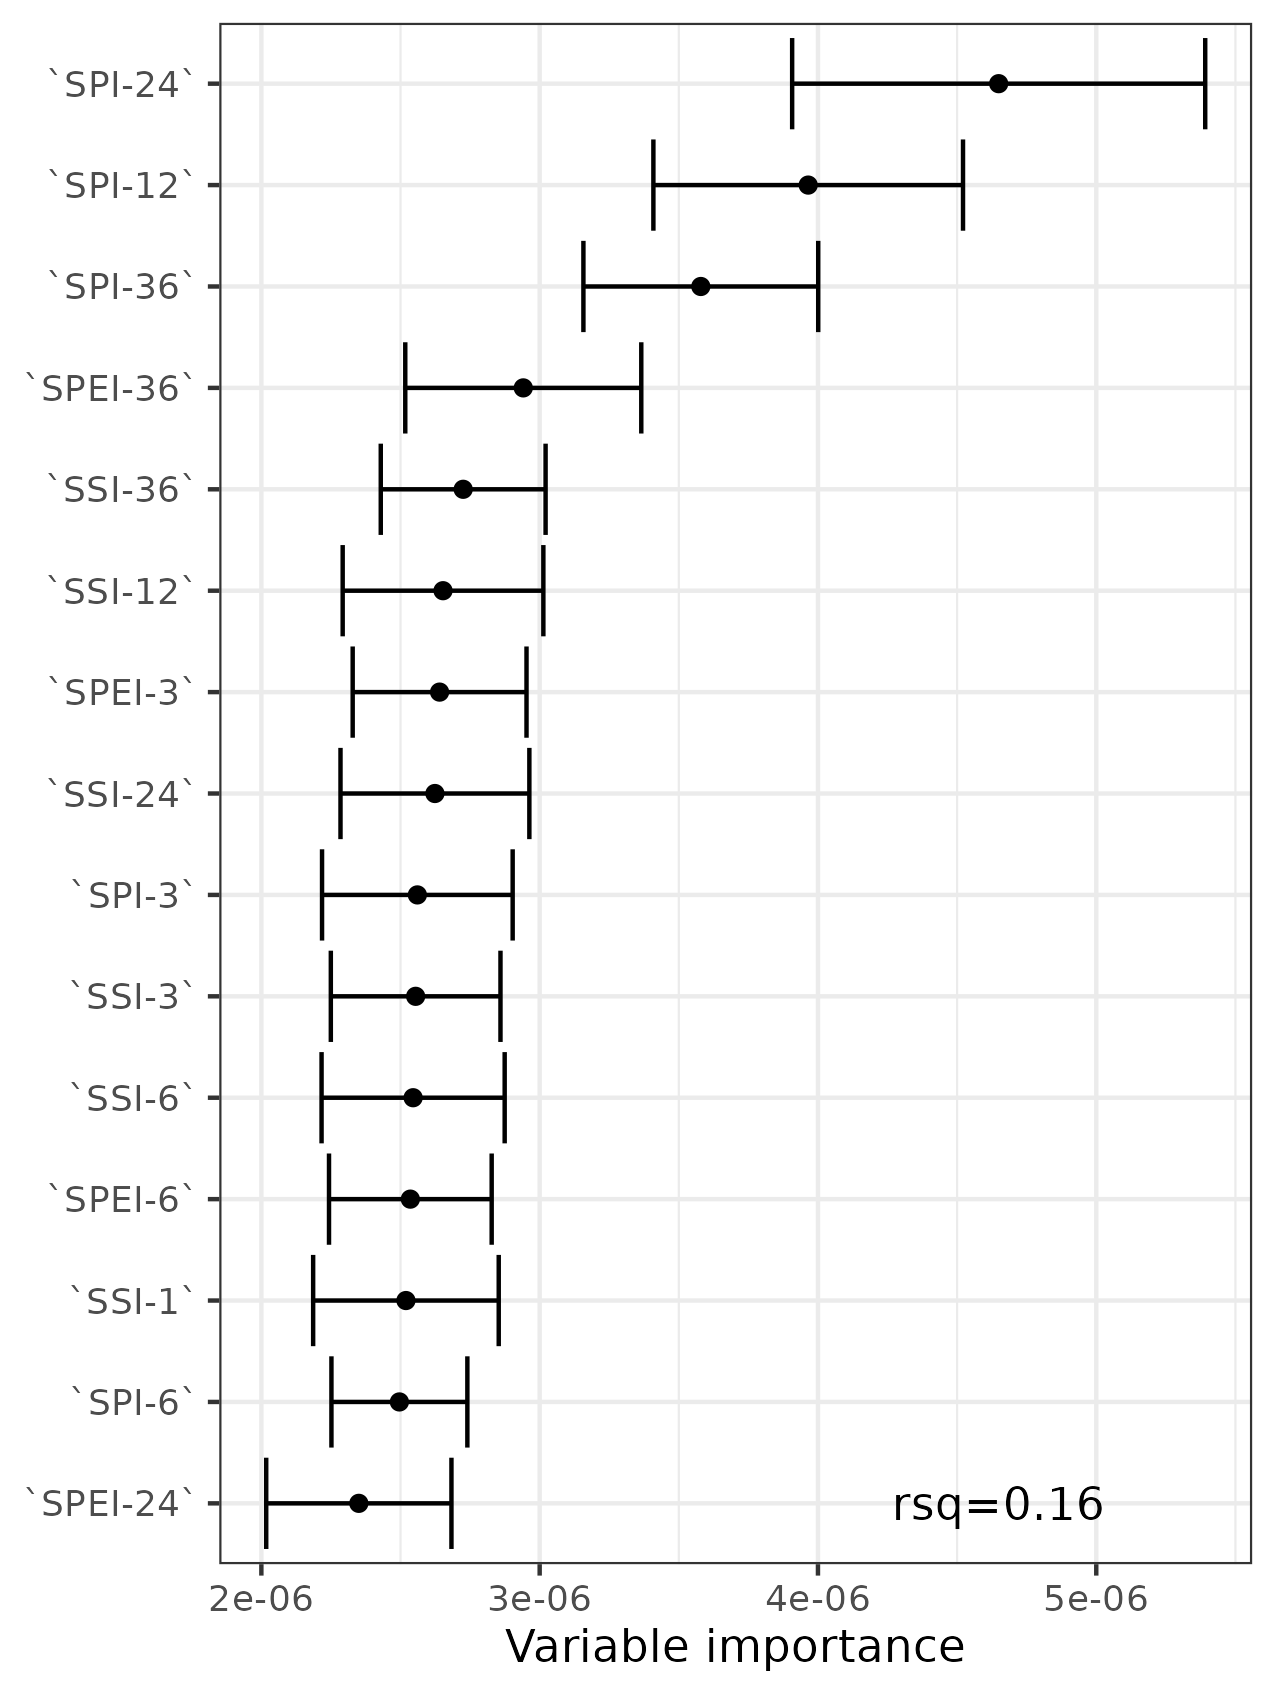 `SPI-24`
`SPI-12`
`SPI-36`
`SPEI-36`
`SSI-36`
`SSI-12`
`SPEI-3`
`SSI-24`
`SPI-3`
`SSI-3`
`SSI-6`
`SPEI-6`
`SSI-1`
`SPI-6`
`SPEI-24`
rsq=0.16
2e-06 3e-06 4e-06 5e-06
Variable importance